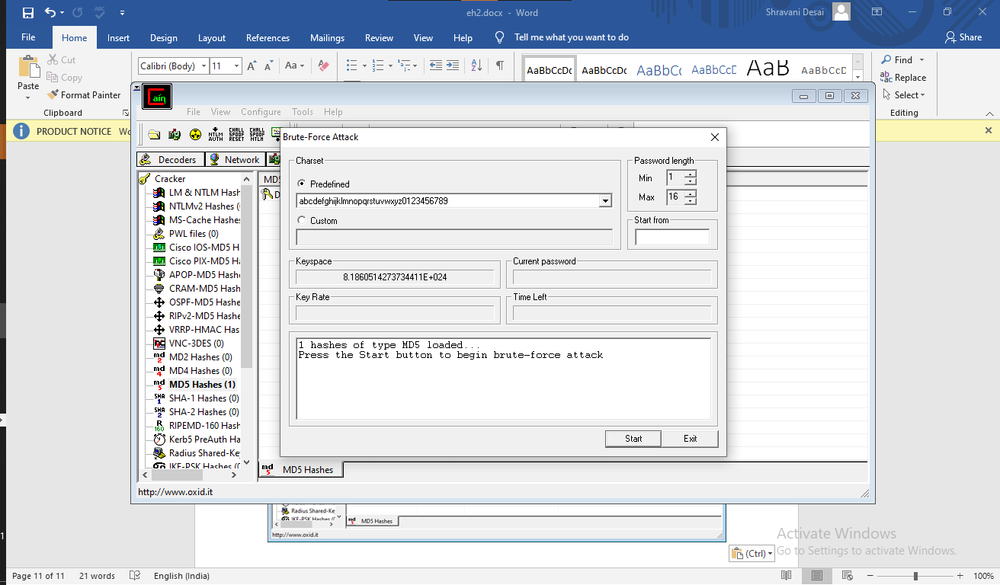 eh2.docx - Word
Shravani Desai
File Home Insert Design Layout References Mailings Review View Help Tell me what you want to do
Share
Paste
Cut
Copy
Format Painter
Clipboard
Calibri (Body) 11
Aa
AaBbCcDc AaBbCcDc AaBbCc AaBbCcD AaB AaBbCcD
Find
Replace
Select
Editing
PRODUCT NOTICE
Cain
File View Configure Tools Help
NTLM AUTH
CHALL SPOOF RESET
CHALL SPOOF NTLM
Decoders
Network
Cracker
LM & NTLM Hash
NTLMv2 Hashes (
MS-Cache Hashes
PWL files (0)
Cisco IOS-MD5 H
Cisco PIX-MD5 Ha
APOP-MD5 Hashe
CRAM-MD5 Hash
OSPF-MD5 Hashe
RIPv2-MD5 Hashe
VRRP-HMAC Has
VNC-3DES (0)
MD2 Hashes (0)
MD4 Hashes (0)
MD5 Hashes (1)
SHA-1 Hashes (0)
SHA-2 Hashes (0)
RIPEMD-160 Hash
Kerb5 PreAuth Ha
Radius Shared-Key
IKE-PSK Hashes (0
MD5
Brute-Force Attack
Charset
Predefined
abcdefghijklmnopqrstuvwxyz0123456789
Custom
Password length
Min 1
Max 16
Start from
Keyspace
8.1860514273734411E+024
Current password
Key Rate
Time Left
1 hashes of type MD5 loaded...
Press the Start button to begin brute-force attack
Start
Exit
MD5 Hashes
http://www.oxid.it
Radius Shared-Ke
IKE-PSK Hashes (0
MD5 Hashes
http://www.oxid.it
(Ctrl)
Activate Windows
Go to Settings to activate Windows.
Page 11 of 11 21 words English (India)
100%